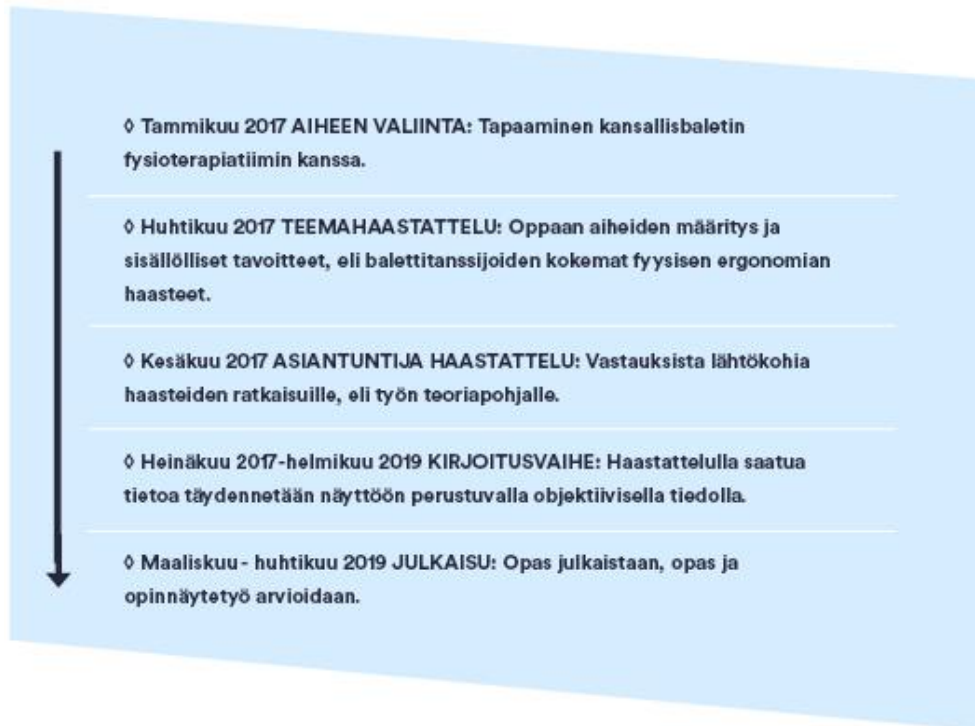 ◊ Tammikuu 2017 AIHEEN VALIINTA: Tapaaminen kansallisbaletin
fysioterapiatiimin kanssa.
◊ Huhtikuu 2017 TEEMAHAASTATTELU: Oppaan aiheiden määritys ja
sisällölliset tavoitteet, eli balettitanssijoiden kokemat fyysisen ergonomian
haasteet.
◊ Kesäkuu 2017 ASIANTUNTIJA HAASTATTELU: Vastauksista lähtökohia
haasteiden ratkaisuille, eli työn teoriapohjalle.
◊ Heinäkuu 2017-helmikuu 2019 KIRJOITUSVAIHE: Haastattelulla saatua
tietoa täydennetään näyttöön perustuvalla objektiivisella tiedolla.
◊ Maaliskuu- huhtikuu 2019 JULKAISU: Opas julkaistaan, opas ja
opinnäytetyö arvioidaan.